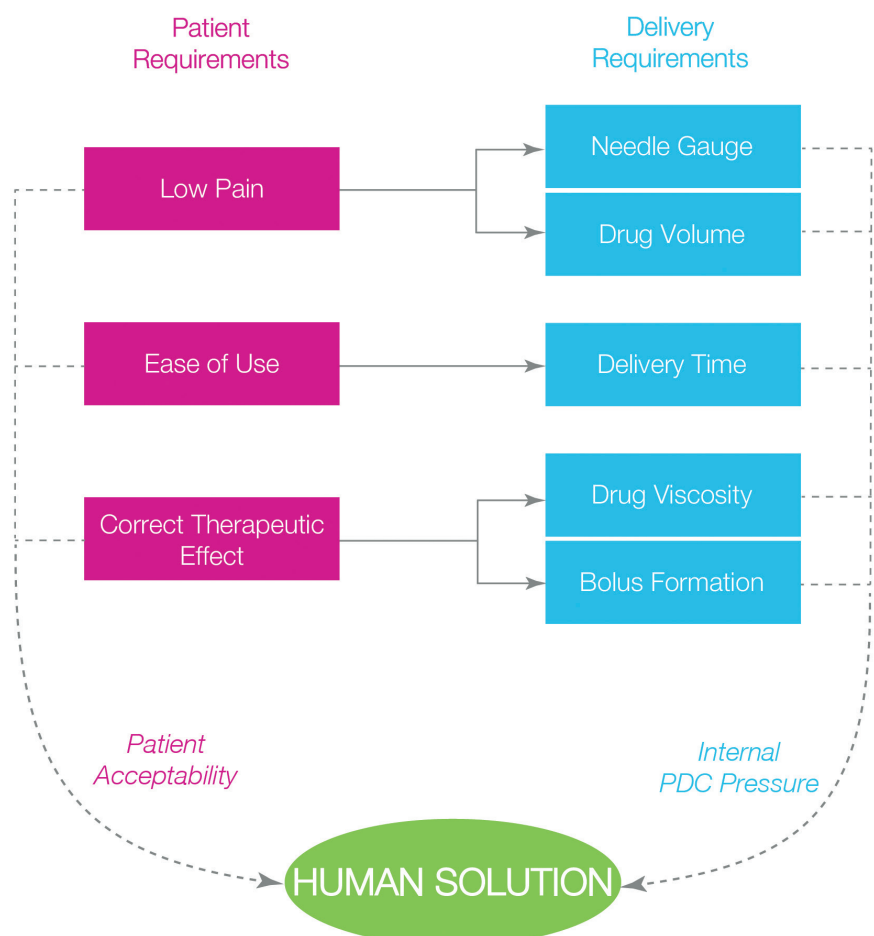 Patient
Requirements
Delivery
Requirements
Low Pain
Needle Gauge
Drug Volume
Ease of Use
Delivery Time
Correct Therapeutic
Effect
Drug Viscosity
Bolus Formation
Patient
Acceptability
Internal
PDC Pressure
HUMAN SOLUTION